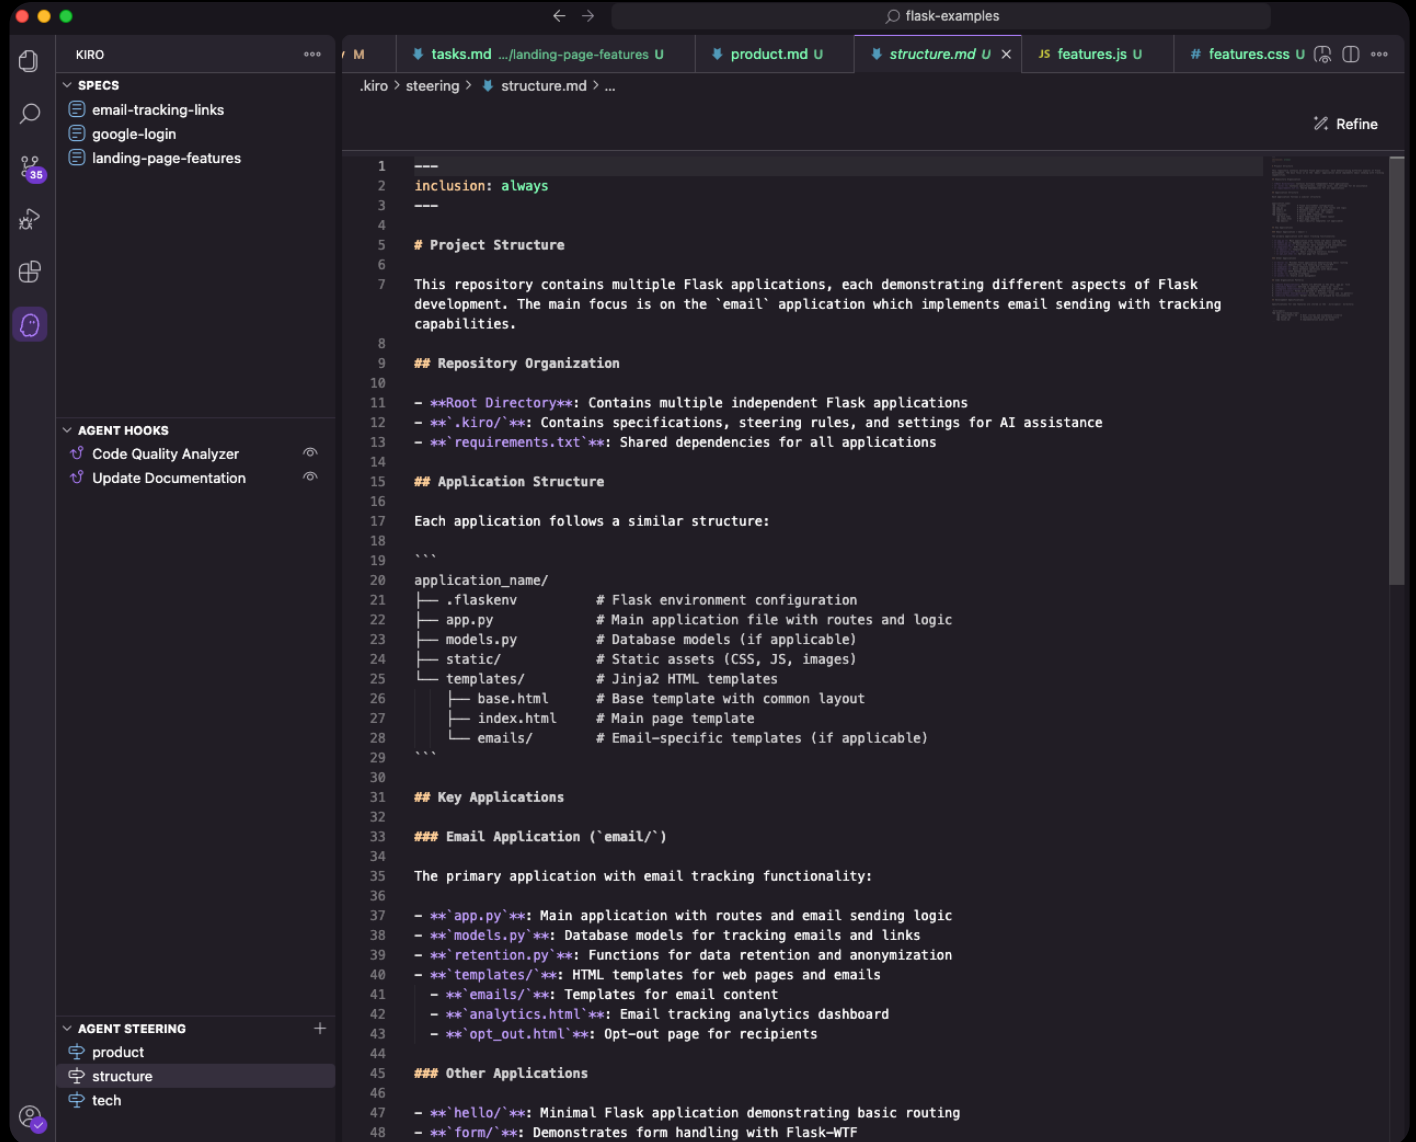 flask-examples
KIRO
M
tasks.md .../landing-page-features U
product.md U
structure.md U
JS features.js U
# features.css U
.kiro > steering > structure.md > ...
Refine
SPECS
email-tracking-links
google-login
landing-page-features
35
AGENT HOOKS
Code Quality Analyzer
Update Documentation
AGENT STEERING
product
structure
tech
1 ---
2 inclusion: always
3 ---
4
5 # Project Structure
6
7 This repository contains multiple Flask applications, each demonstrating different aspects of Flask
development. The main focus is on the `email` application which implements email sending with tracking
capabilities.
8
9 ## Repository Organization
10
11 - **Root Directory**: Contains multiple independent Flask applications
12 - **`.kiro/`**: Contains specifications, steering rules, and settings for AI assistance
13 - **`requirements.txt`**: Shared dependencies for all applications
14
15 ## Application Structure
16
17 Each application follows a similar structure:
18
19 ```
20 application_name/
21 ├── .flaskenv          # Flask environment configuration
22 ├── app.py             # Main application file with routes and logic
23 ├── models.py          # Database models (if applicable)
24 ├── static/            # Static assets (CSS, JS, images)
25 └── templates/         # Jinja2 HTML templates
26     ├── base.html      # Base template with common layout
27     ├── index.html     # Main page template
28     └── emails/        # Email-specific templates (if applicable)
29 ```
30
31 ## Key Applications
32
33 ### Email Application (`email/`)
34
35 The primary application with email tracking functionality:
36
37 - **`app.py`**: Main application with routes and email sending logic
38 - **`models.py`**: Database models for tracking emails and links
39 - **`retention.py`**: Functions for data retention and anonymization
40 - **`templates/`**: HTML templates for web pages and emails
41   - **`emails/`**: Templates for email content
42   - **`analytics.html`**: Email tracking analytics dashboard
43   - **`opt_out.html`**: Opt-out page for recipients
44
45 ### Other Applications
46
47 - **`hello/`**: Minimal Flask application demonstrating basic routing
48 - **`form/`**: Demonstrates form handling with Flask-WTF